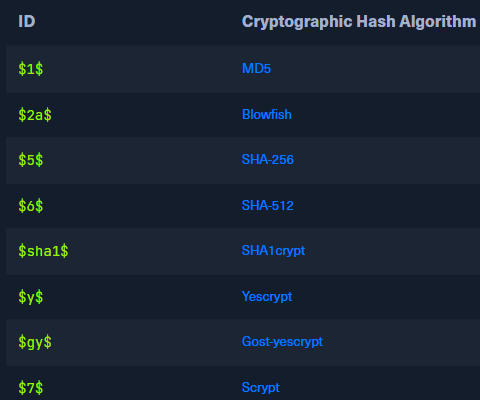 ID Cryptographic Hash Algorithm
$1$ MD5
$2a$ Blowfish
$5$ SHA-256
$6$ SHA-512
$sha1$ SHA1crypt
$y$ Yescrypt
$gy$ Gost-yescrypt
$7$ Scrypt